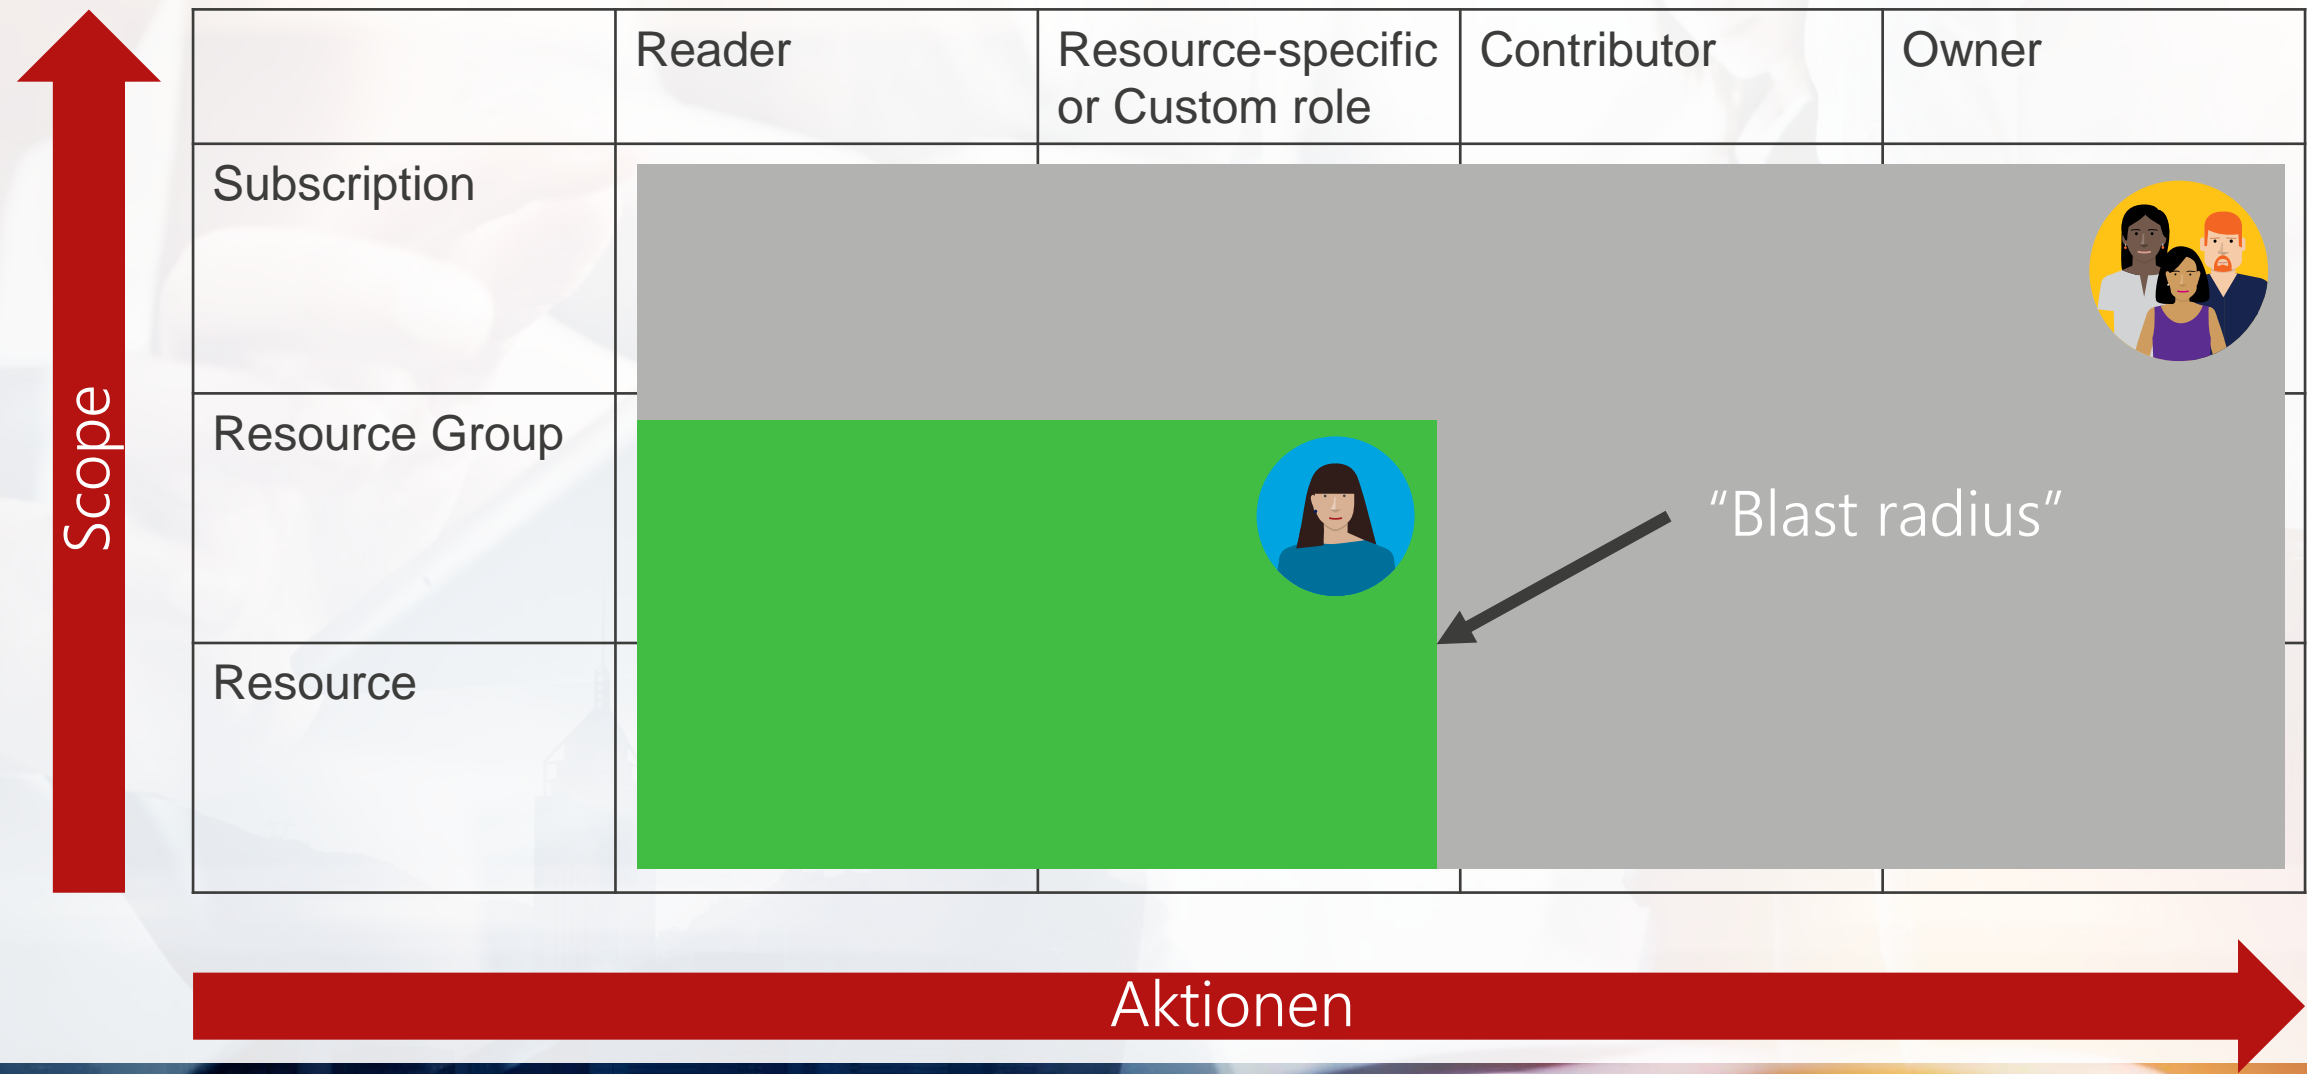 Reader
Resource-specific
or Custom role
Contributor
Owner
Subscription
Resource Group
Resource
Scope
“Blast radius”
Aktionen